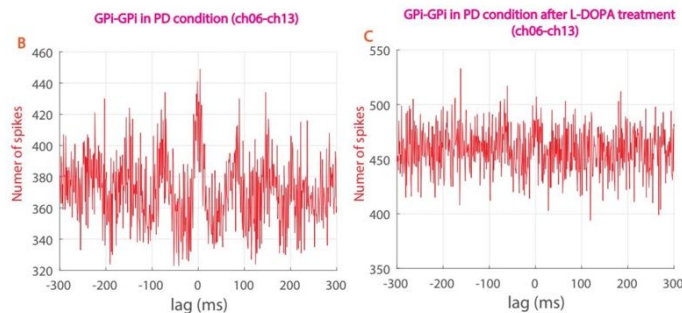 GPi-GPi in PD condition (ch06-ch13)
B
460
440
420
400
380
360
340
320
Numer of spikes
-300 -200 -100 0 100 200 300
lag (ms)
GPi-GPi in PD condition after L-DOPA treatment
(ch06-ch13)
C
550
500
450
400
350
Numer of spikes
-300 -200 -100 0 100 200 300
lag (ms)